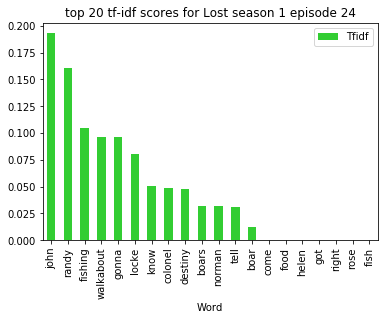 top 20 tf-idf scores for Lost season 1 episode 24
Tfidf
0.200
0.175
0.150
0.125
0.100
0.075
0.050
0.025
0.000
john
randy
fishing
walkabout
gonna
locke
know
colonel
destiny
boars
norman
tell
boar
come
food
helen
got
right
rose
fish
Word